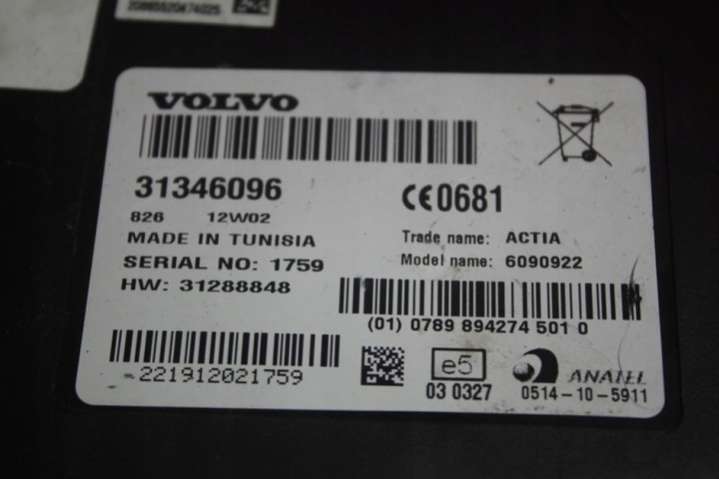 VOLVO
31346096
826 12W02
MADE IN TUNISIA
SERIAL NO: 1759
HW: 31288848
CE0681
Trade name: ACTIA
Model name: 6090922
(01) 0789 894274 501 0
221912021759
e5
03 0327
ANATEL
0514-10-5911